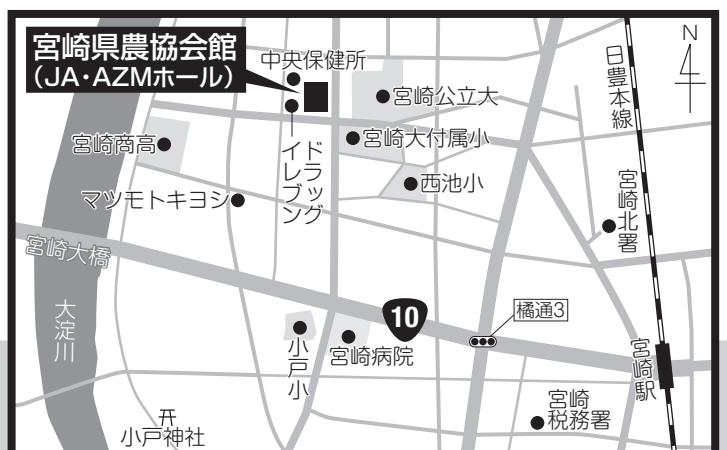 宮崎県農協会館
（JA・AZMホール）
中央保健所
宮崎公立大
宮崎大付属小
ドラッグ
イレブン
西池小
宮崎商高
マツモトキヨシ
日豊本線
N
宮崎北署
宮崎大橋
大淀川
10
橘通3
小戸小
宮崎病院
宮崎駅
宮崎
税務署
小戸神社